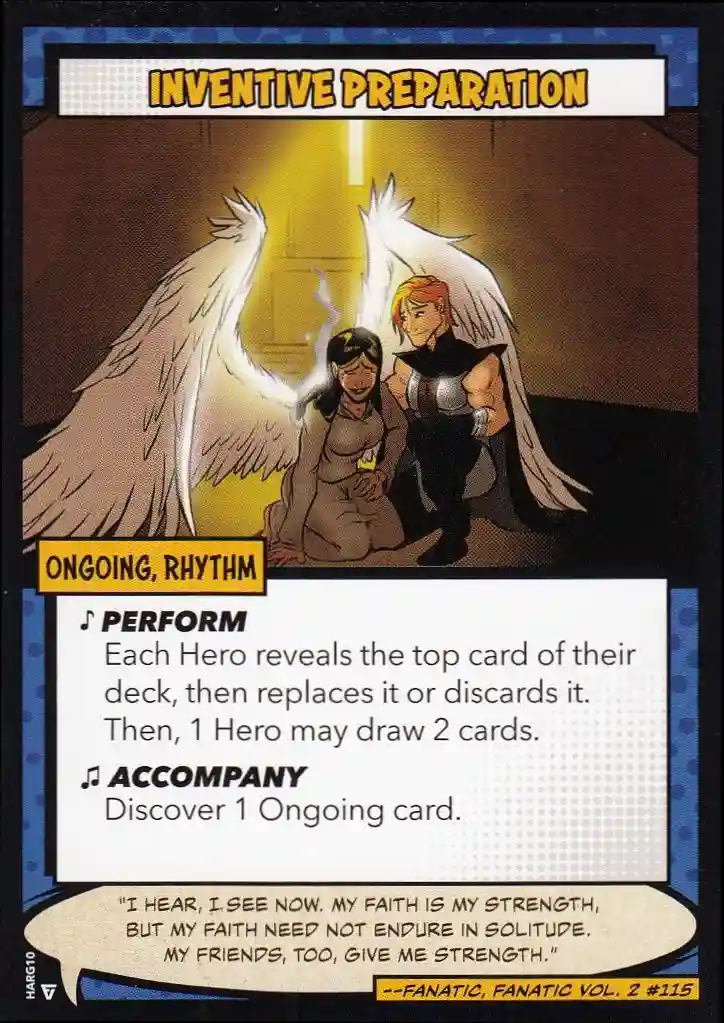 INVENTIVE PREPARATION
ONGOING, RHYTHM
♪ PERFORM
Each Hero reveals the top card of their
deck, then replaces it or discards it.
Then, 1 Hero may draw 2 cards.
♫ ACCOMPANY
Discover 1 Ongoing card.
"I HEAR, I SEE NOW. MY FAITH IS MY STRENGTH,
BUT MY FAITH NEED NOT ENDURE IN SOLITUDE.
MY FRIENDS, TOO, GIVE ME STRENGTH."
--FANATIC, FANATIC VOL. 2 #115
HARG10